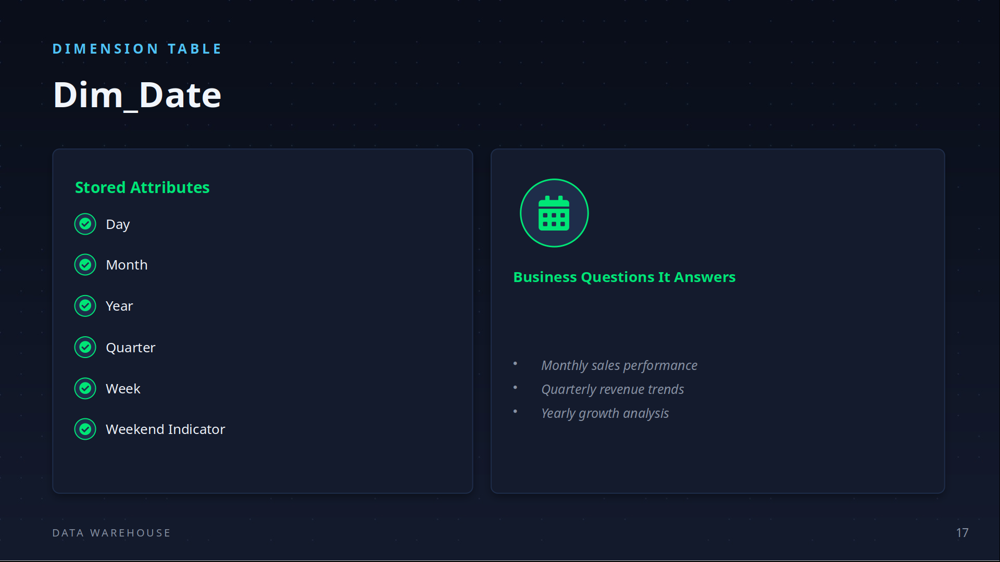 DIMENSION TABLE
Dim_Date
Stored Attributes
Day
Month
Year
Quarter
Week
Weekend Indicator
Business Questions It Answers
• Monthly sales performance
• Quarterly revenue trends
• Yearly growth analysis
DATA WAREHOUSE
17